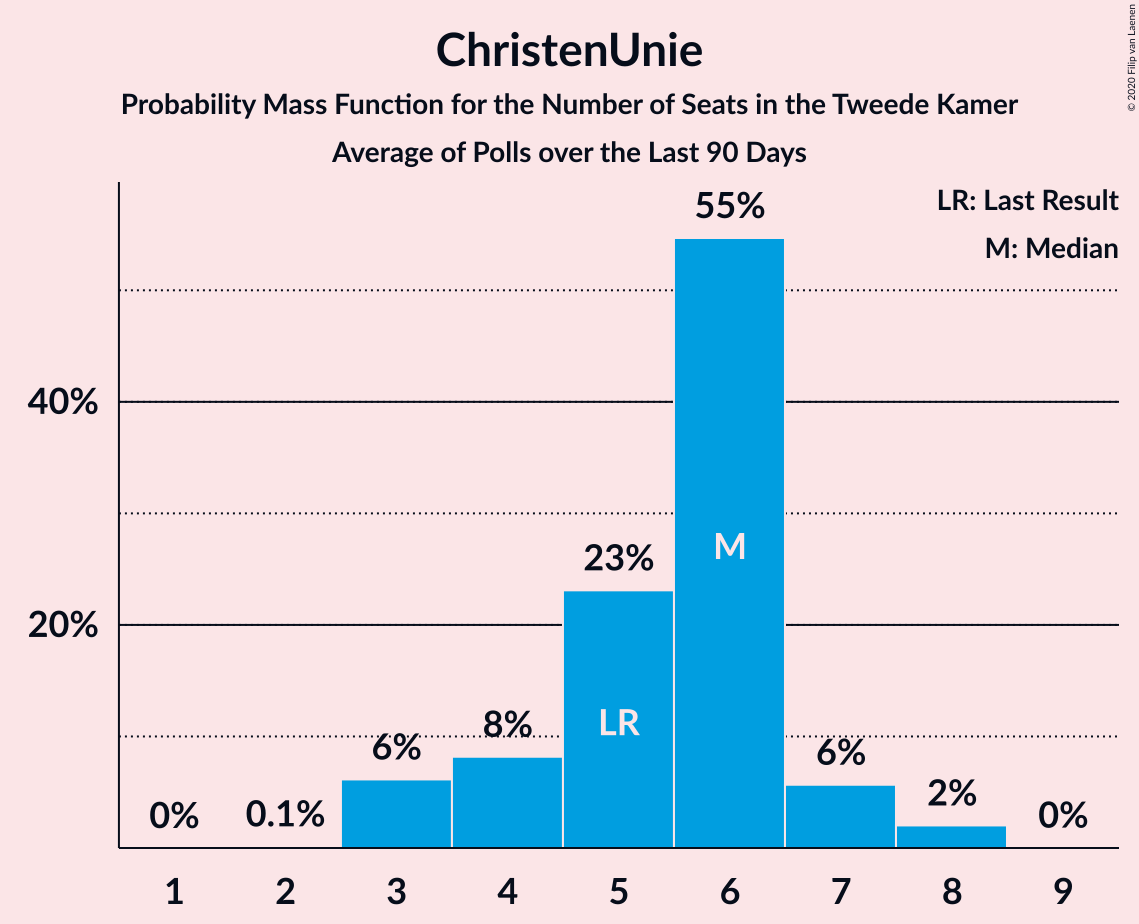 ChristenUnie
Probability Mass Function for the Number of Seats in the Tweede Kamer
Average of Polls over the Last 90 Days
© 2020 Filip van Laenen
LR: Last Result
M: Median
55%
40%
M
23%
20%
LR
8%
6%
6%
2%
0%
0.1%
0%
1 2 3 4 5 6 7 8 9